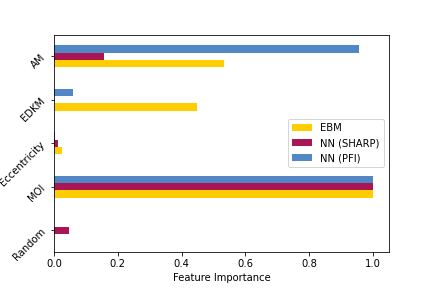 AM
EDKM
Eccentricity
MOI
Random
EBM
NN (SHARP)
NN (PFI)
0.0 0.2 0.4 0.6 0.8 1.0
Feature Importance